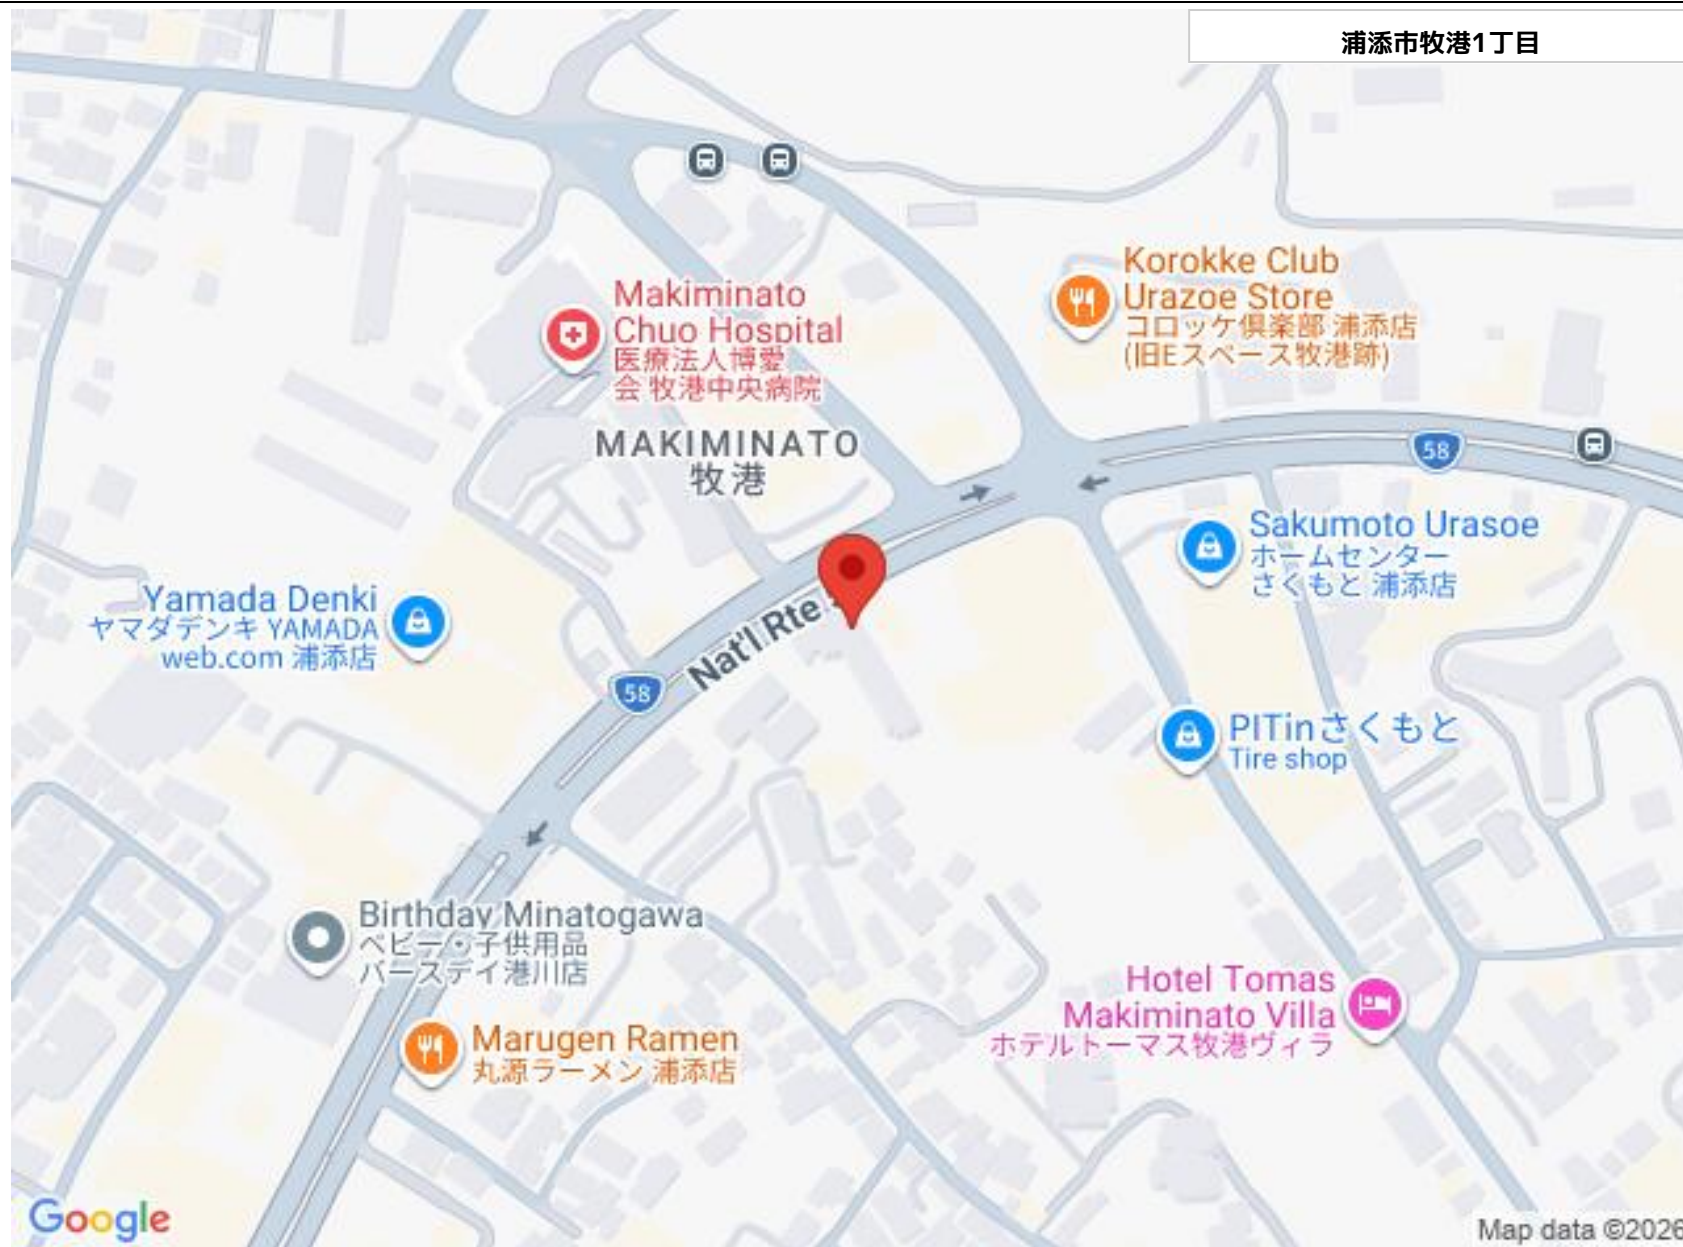 浦添市牧港1丁目
Korokke Club
Urazoe Store
コロッケ倶楽部 浦添店
(旧Eスペース牧港跡)
Makiminato
Chuo Hospital
医療法人博愛
会 牧港中央病院
MAKIMINATO
牧港
58
Sakumoto Urasoe
ホームセンター
さくもと 浦添店
Yamada Denki
ヤマダデンキ YAMADA
web.com 浦添店
Nat'l Rte
58
PITinさくもと
Tire shop
Birthday Minatogawa
ベビー・子供用品
バースデイ港川店
Hotel Tomas
Makiminato Villa
ホテルトーマス牧港ヴィラ
Marugen Ramen
丸源ラーメン 浦添店
Google
Map data ©2026